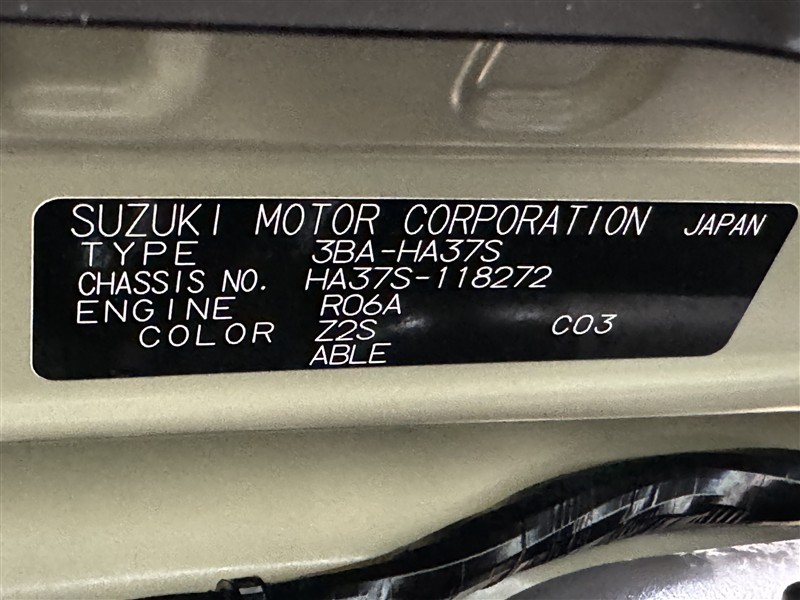 SUZUKI MOTOR CORPORATION JAPAN
TYPE 3BA-HA37S
CHASSIS NO. HA37S-118272
ENGINE R06A
COLOR Z2S C03
ABLE